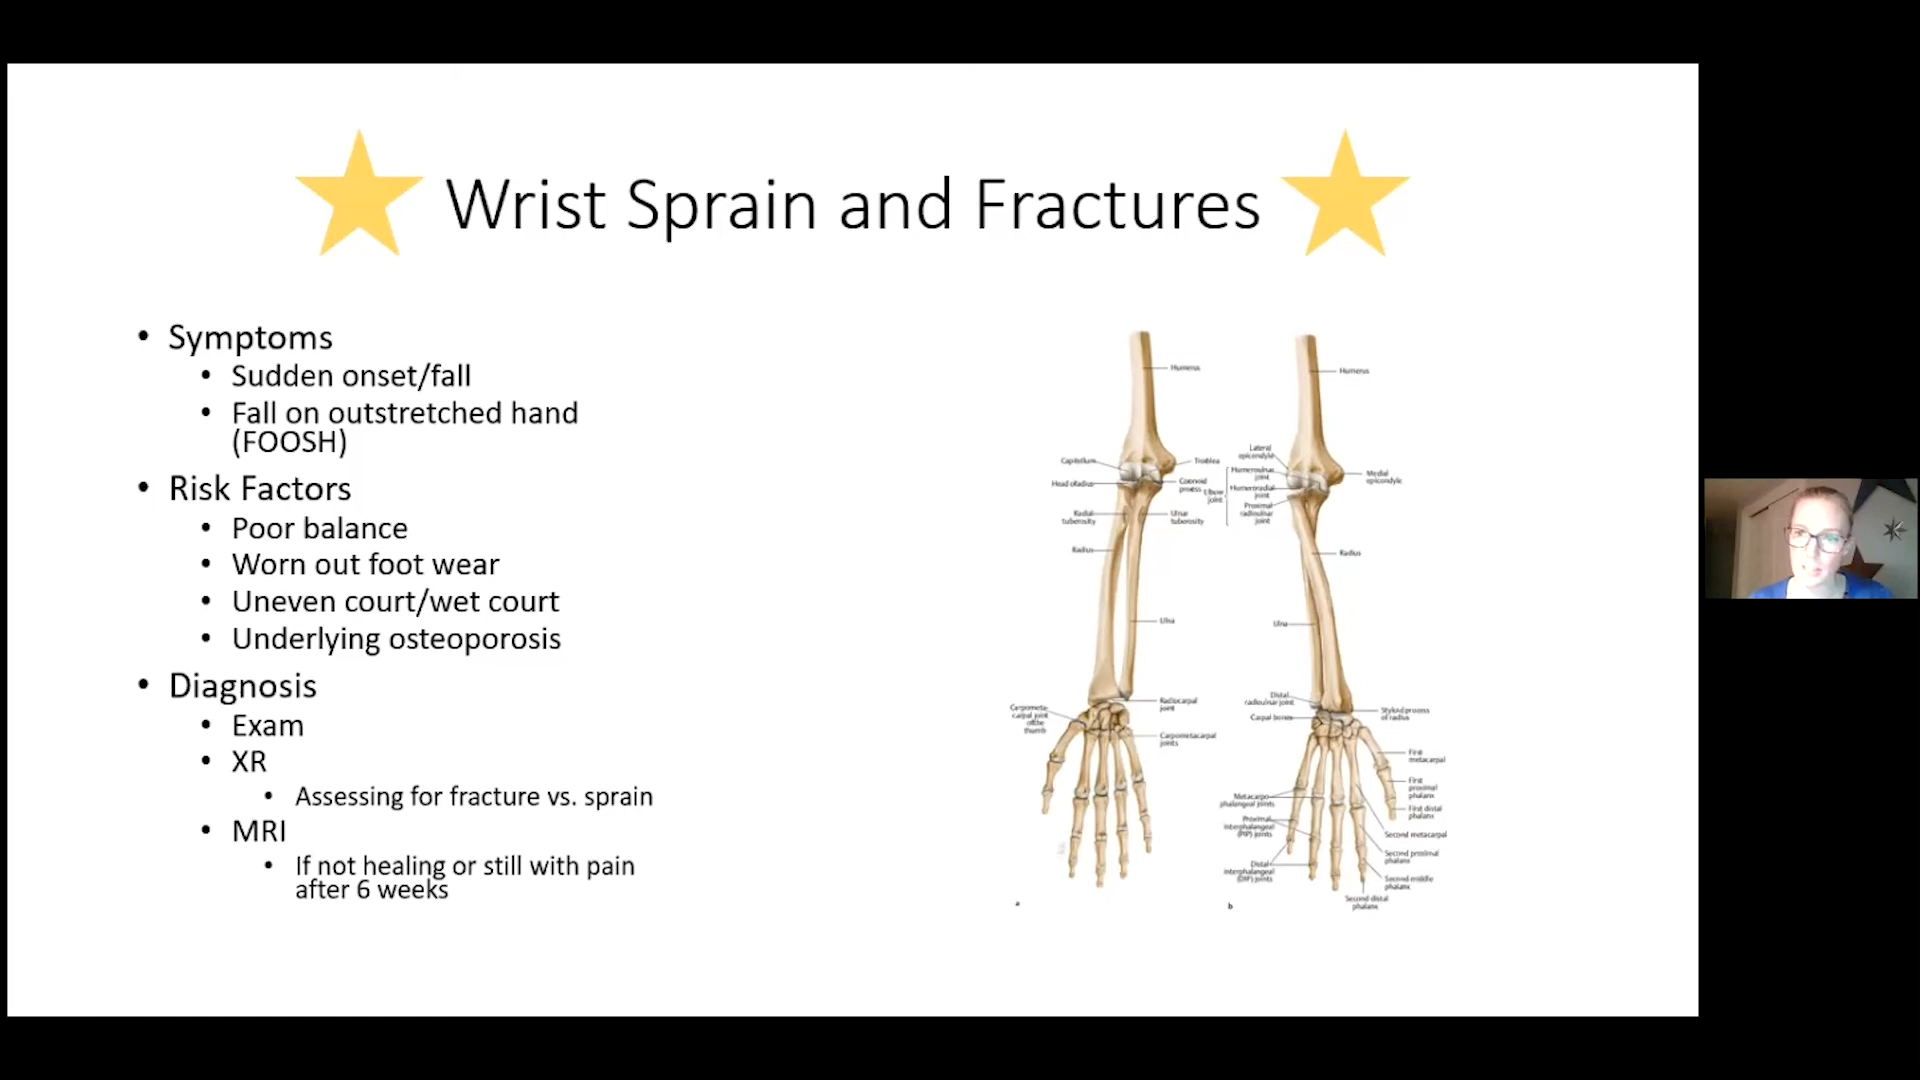 Wrist Sprain and Fractures
• Symptoms
• Sudden onset/fall
• Fall on outstretched hand
(FOOSH)
• Risk Factors
• Poor balance
• Worn out foot wear
• Uneven court/wet court
• Underlying osteoporosis
• Diagnosis
• Exam
• XR
• Assessing for fracture vs. sprain
• MRI
• If not healing or still with pain
after 6 weeks
Humerus
Capitellum
Trochlea
Head of radius
Coronoid
process
Radial
tuberosity
Ulnar
tuberosity
Radius
Ulna
Carpometa-
carpal joint
of the
thumb
Radiocarpal
joint
Carpometacarpal
joints
a
Humerus
Lateral
epicondyle
Humeroulnar
joint
Humeroradial
joint
Proximal
radioulnar
joint
Elbow
joint
Medial
epicondyle
Radius
Ulna
Distal
radioulnar joint
Carpal bones
Styloid process
of radius
First
metacarpal
First
proximal
phalanx
First distal
phalanx
Metacarpo-
phalangeal joints
Proximal
interphalangeal
(PIP) joints
Distal
interphalangeal
(DIP) joints
Second metacarpal
Second proximal
phalanx
Second middle
phalanx
Second distal
phalanx
b